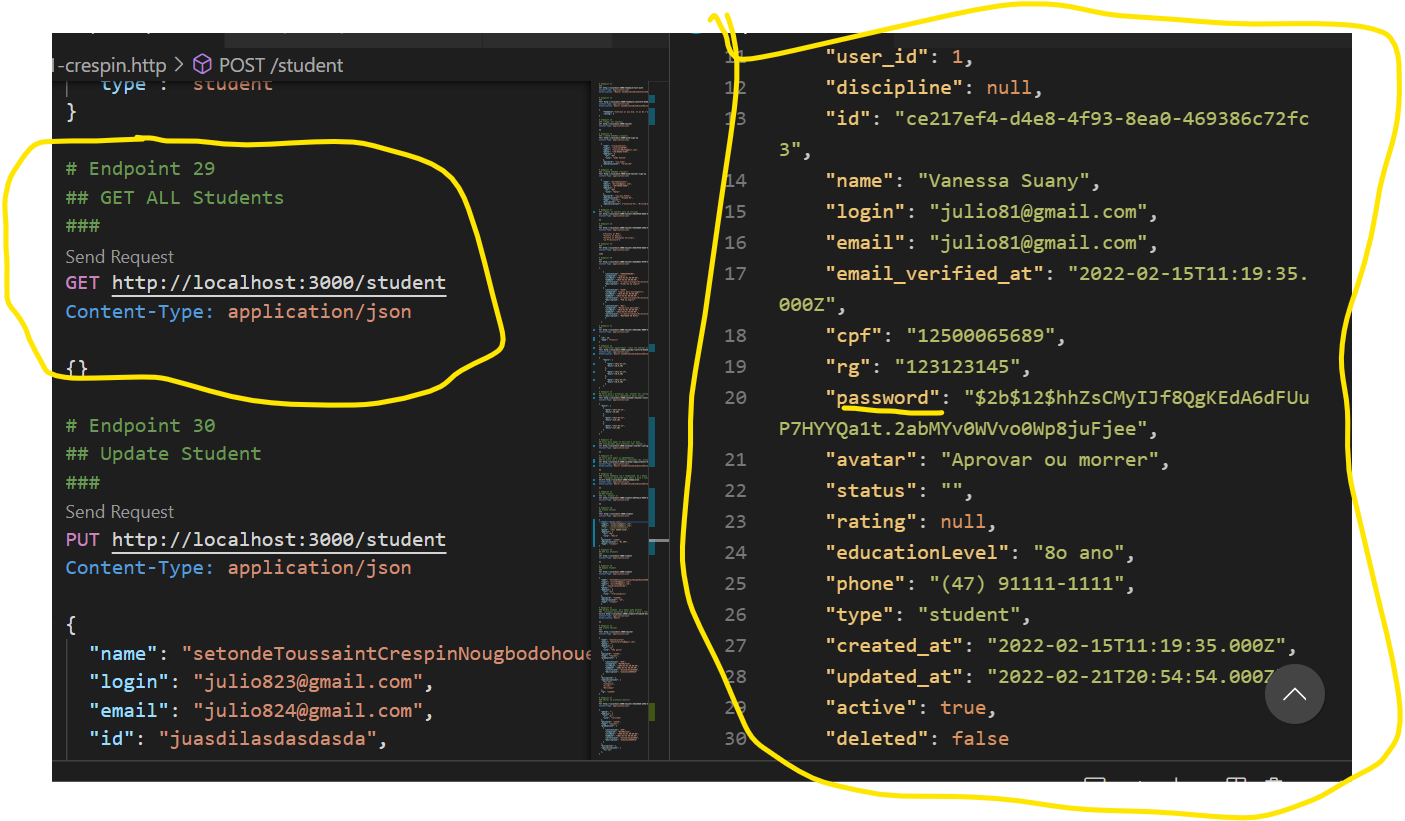 1-crespin.http > POST /student
"type": "student"
}
# Endpoint 29
## GET ALL Students
###
Send Request
GET http://localhost:3000/student
Content-Type: application/json
{}
# Endpoint 30
## Update Student
###
Send Request
PUT http://localhost:3000/student
Content-Type: application/json
{
"name": "setondeToussaintCrespinNougbodohoue
"login": "julio823@gmail.com",
"email": "julio824@gmail.com",
"id": "juasdilasdasdasda",
11 "user_id": 1,
12 "discipline": null,
13 "id": "ce217ef4-d4e8-4f93-8ea0-469386c72fc
3",
14 "name": "Vanessa Suany",
15 "login": "julio81@gmail.com",
16 "email": "julio81@gmail.com",
17 "email_verified_at": "2022-02-15T11:19:35.
000Z",
18 "cpf": "12500065689",
19 "rg": "123123145",
20 "password": "$2b$12$hhZsCMyIJf8QgKEdA6dFUu
P7HYYQa1t.2abMYv0WVvo0Wp8juFjee",
21 "avatar": "Aprovar ou morrer",
22 "status": "",
23 "rating": null,
24 "educationLevel": "8o ano",
25 "phone": "(47) 91111-1111",
26 "type": "student",
27 "created_at": "2022-02-15T11:19:35.000Z",
28 "updated_at": "2022-02-21T20:54:54.000Z"
29 "active": true,
30 "deleted": false